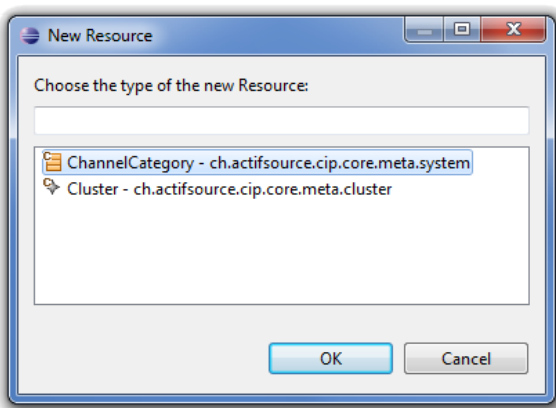 New Resource
Choose the type of the new Resource:
ChannelCategory - ch.actifsource.cip.core.meta.system
Cluster - ch.actifsource.cip.core.meta.cluster
OK
Cancel